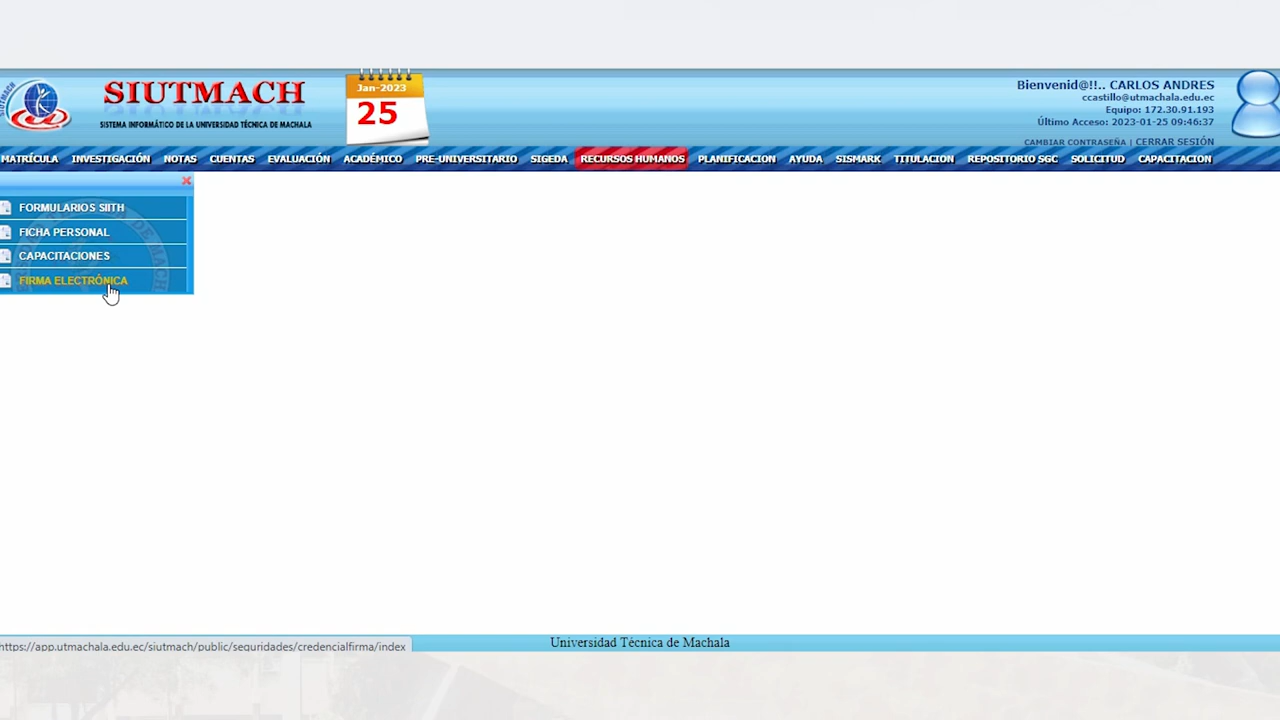 SIUTMACH
SIUTMACH
SISTEMA INFORMÁTICO DE LA UNIVERSIDAD TÉCNICA DE MACHALA
Jan-2023
25
Bienvenid@!!.. CARLOS ANDRES
ccastillo@utmachala.edu.ec
Equipo: 172.30.91.193
Último Acceso: 2023-01-25 09:46:37
CAMBIAR CONTRASEÑA | CERRAR SESIÓN
MATRÍCULA INVESTIGACIÓN NOTAS CUENTAS EVALUACIÓN ACADÉMICO PRE-UNIVERSITARIO SIGEDA RECURSOS HUMANOS PLANIFICACION AYUDA SISMARK TITULACION REPOSITORIO SGC SOLICITUD CAPACITACION
FORMULARIOS SIITH
FICHA PERSONAL
CAPACITACIONES
FIRMA ELECTRÓNICA
Universidad Técnica de Machala
https://app.utmachala.edu.ec/siutmach/public/seguridades/credencialfirma/index